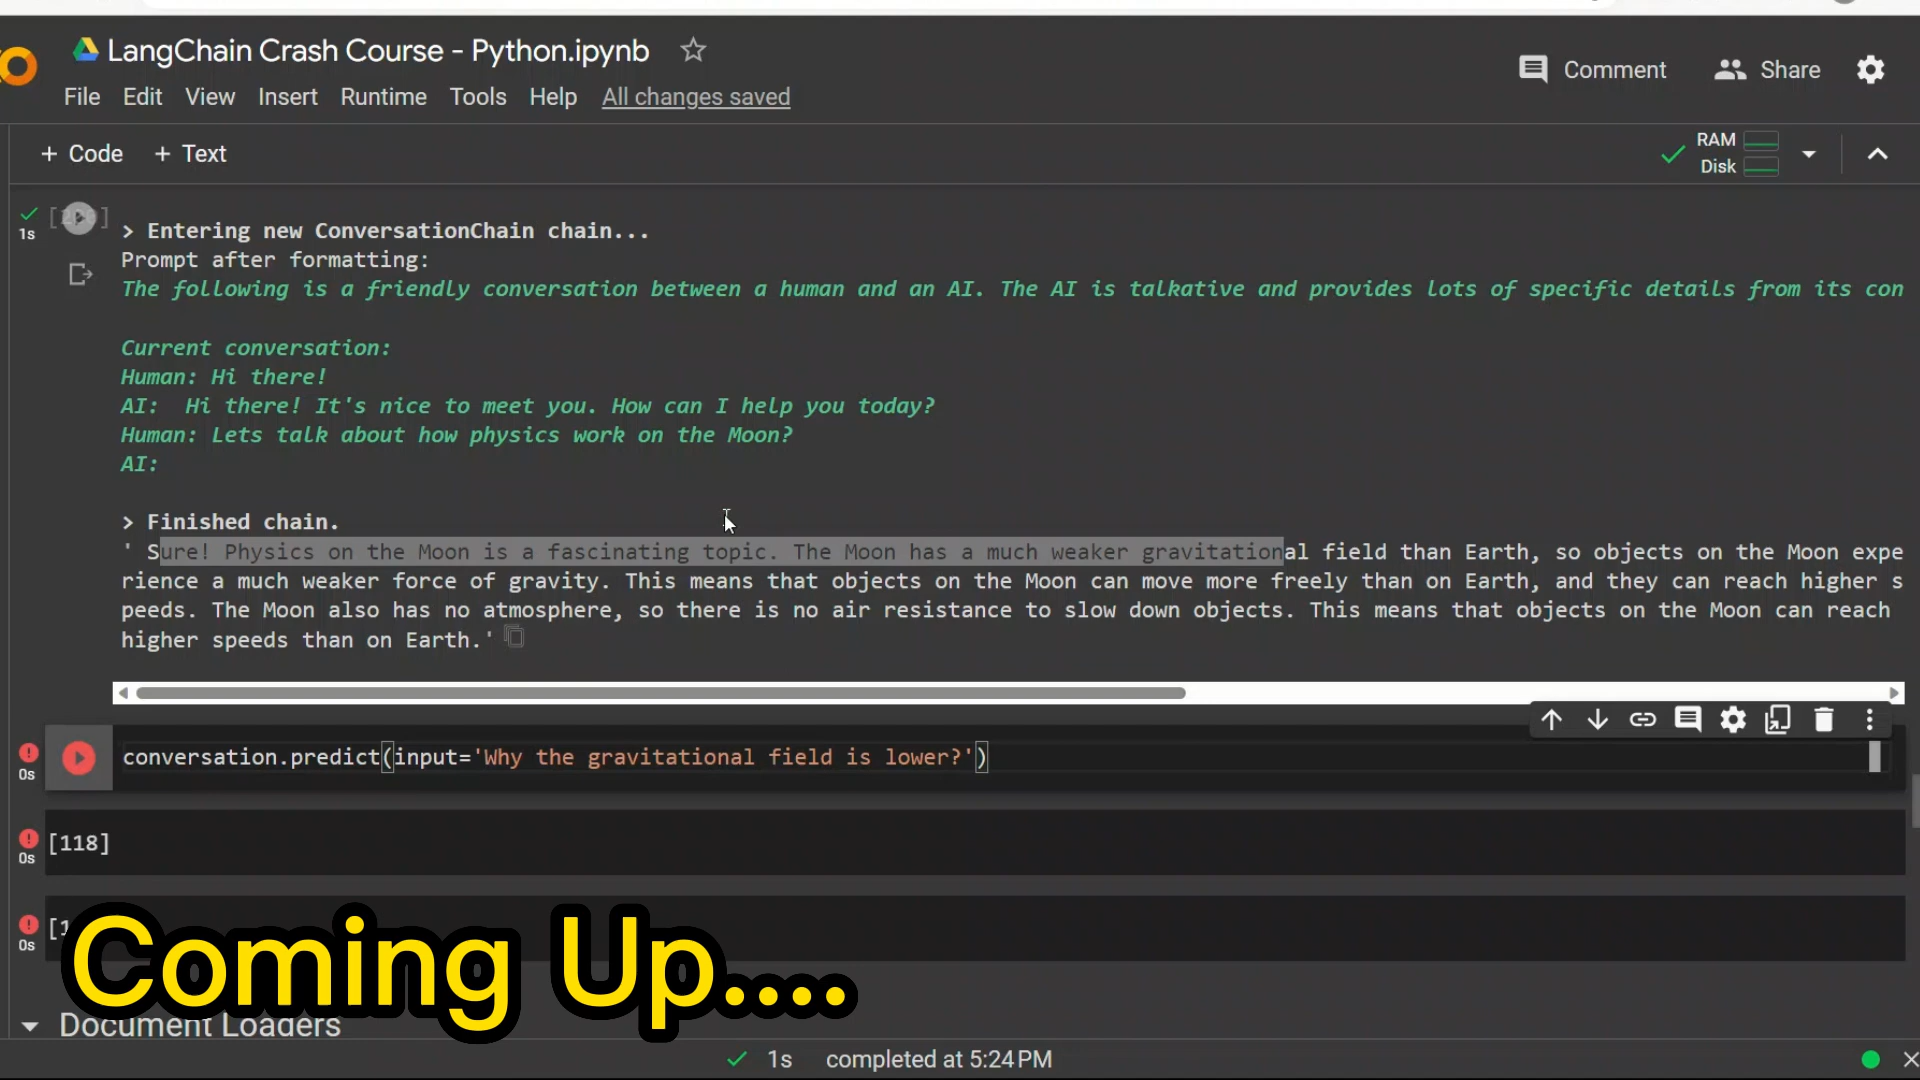 LangChain Crash Course - Python.ipynb
Comment
Share
File Edit View Insert Runtime Tools Help All changes saved
+ Code + Text
RAM
Disk
1s
> Entering new ConversationChain chain...
Prompt after formatting:
The following is a friendly conversation between a human and an AI. The AI is talkative and provides lots of specific details from its con
Current conversation:
Human: Hi there!
AI:  Hi there! It's nice to meet you. How can I help you today?
Human: Lets talk about how physics work on the Moon?
AI:
> Finished chain.
' Sure! Physics on the Moon is a fascinating topic. The Moon has a much weaker gravitational field than Earth, so objects on the Moon expe
rience a much weaker force of gravity. This means that objects on the Moon can move more freely than on Earth, and they can reach higher s
peeds. The Moon also has no atmosphere, so there is no air resistance to slow down objects. This means that objects on the Moon can reach
higher speeds than on Earth.'
conversation.predict(input='Why the gravitational field is lower?')
0s
[118]
0s
[1
0s
Coming Up....
Document Loaders
1s completed at 5:24 PM